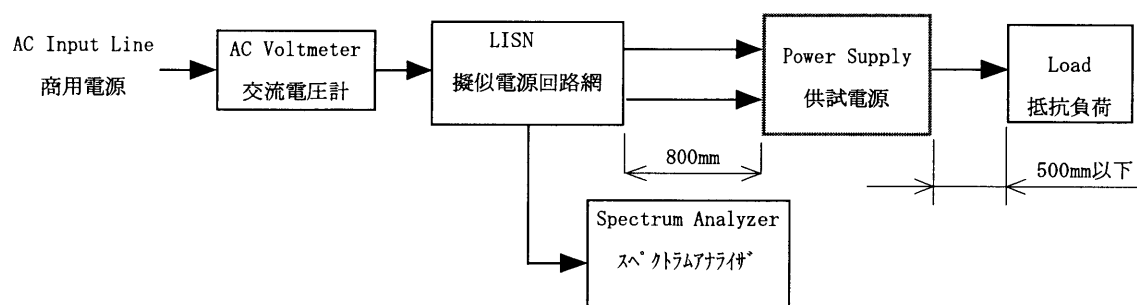 AC Input Line
商用電源
AC Voltmeter
交流電圧計
LISN
擬似電源回路網
Power Supply
供試電源
Load
抵抗負荷
800mm
500mm以下
Spectrum Analyzer
ｽﾍﾟｸﾄﾗﾑｱﾅﾗｲｻﾞ